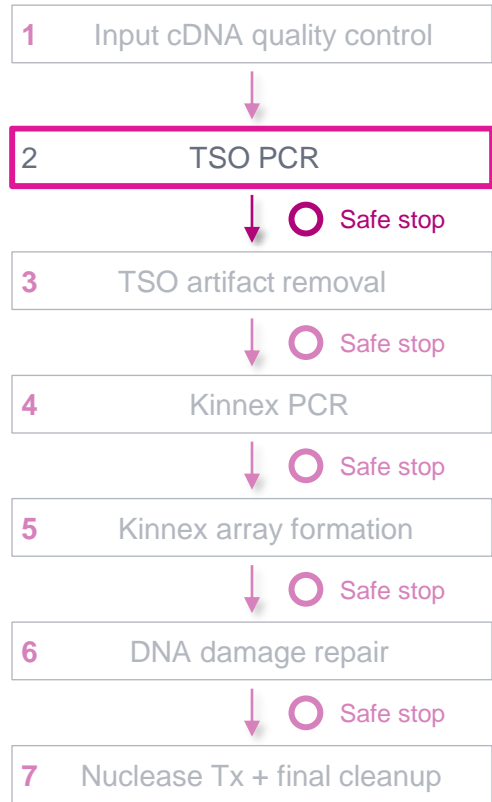 1 Input cDNA quality control
2 TSO PCR
Safe stop
3 TSO artifact removal
Safe stop
4 Kinnex PCR
Safe stop
5 Kinnex array formation
Safe stop
6 DNA damage repair
Safe stop
7 Nuclease Tx + final cleanup